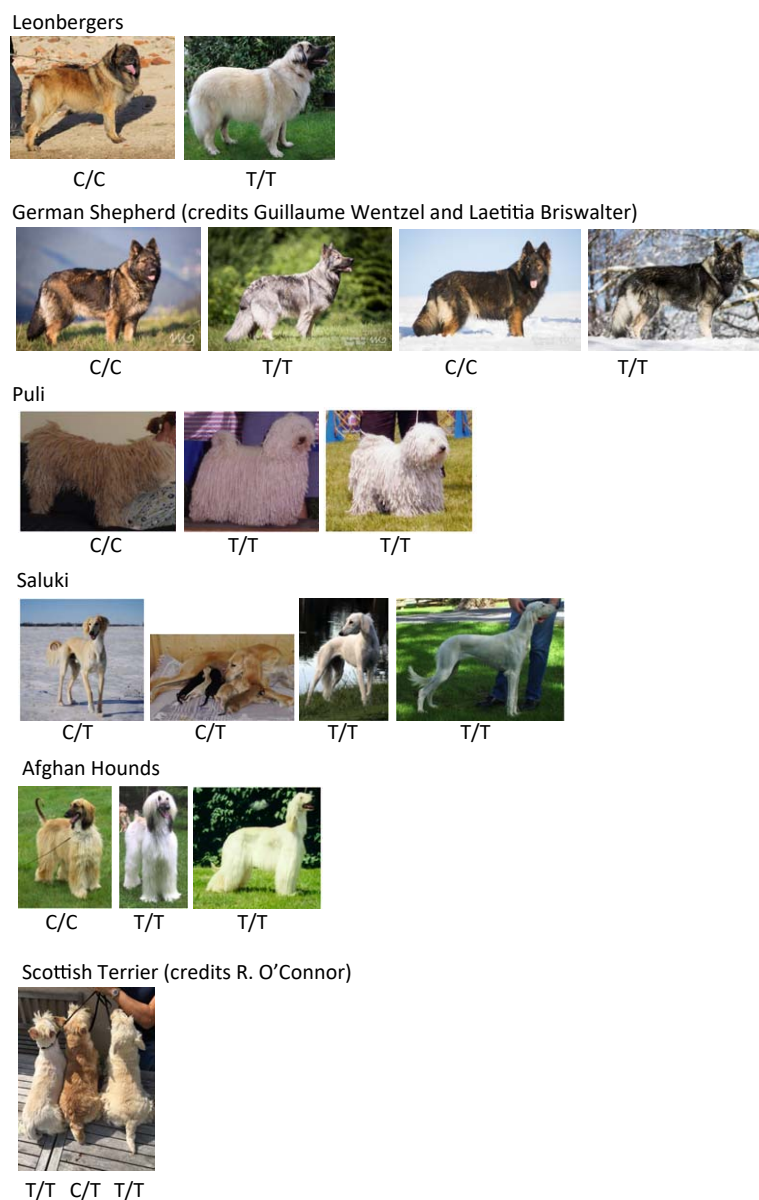 Leonbergers
C/C T/T
German Shepherd (credits Guillaume Wentzel and Laetitia Briswalter)
C/C T/T C/C T/T
Puli
C/C T/T T/T
Saluki
C/T C/T T/T T/T
Afghan Hounds
C/C T/T T/T
Scottish Terrier (credits R. O’Connor)
T/T C/T T/T